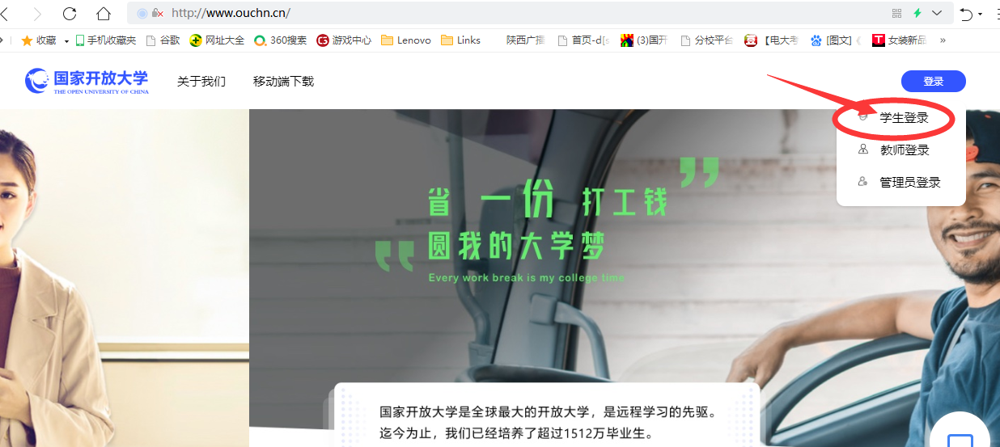 http://www.ouchn.cn/
收藏 手机收藏夹 谷歌 网址大全 360搜索 游戏中心 Lenovo Links 陕西广播 首页-d[s (3)国开 分校平台 【电大考 [图文] 女装新品 »
国家开放大学 关于我们 移动端下载 登录
THE OPEN UNIVERSITY OF CHINA
学生登录
教师登录
管理员登录
省一份打工钱
圆我的大学梦
Every work break is my college time
国家开放大学是全球最大的开放大学，是远程学习的先驱。
迄今为止，我们已经培养了超过1512万毕业生。